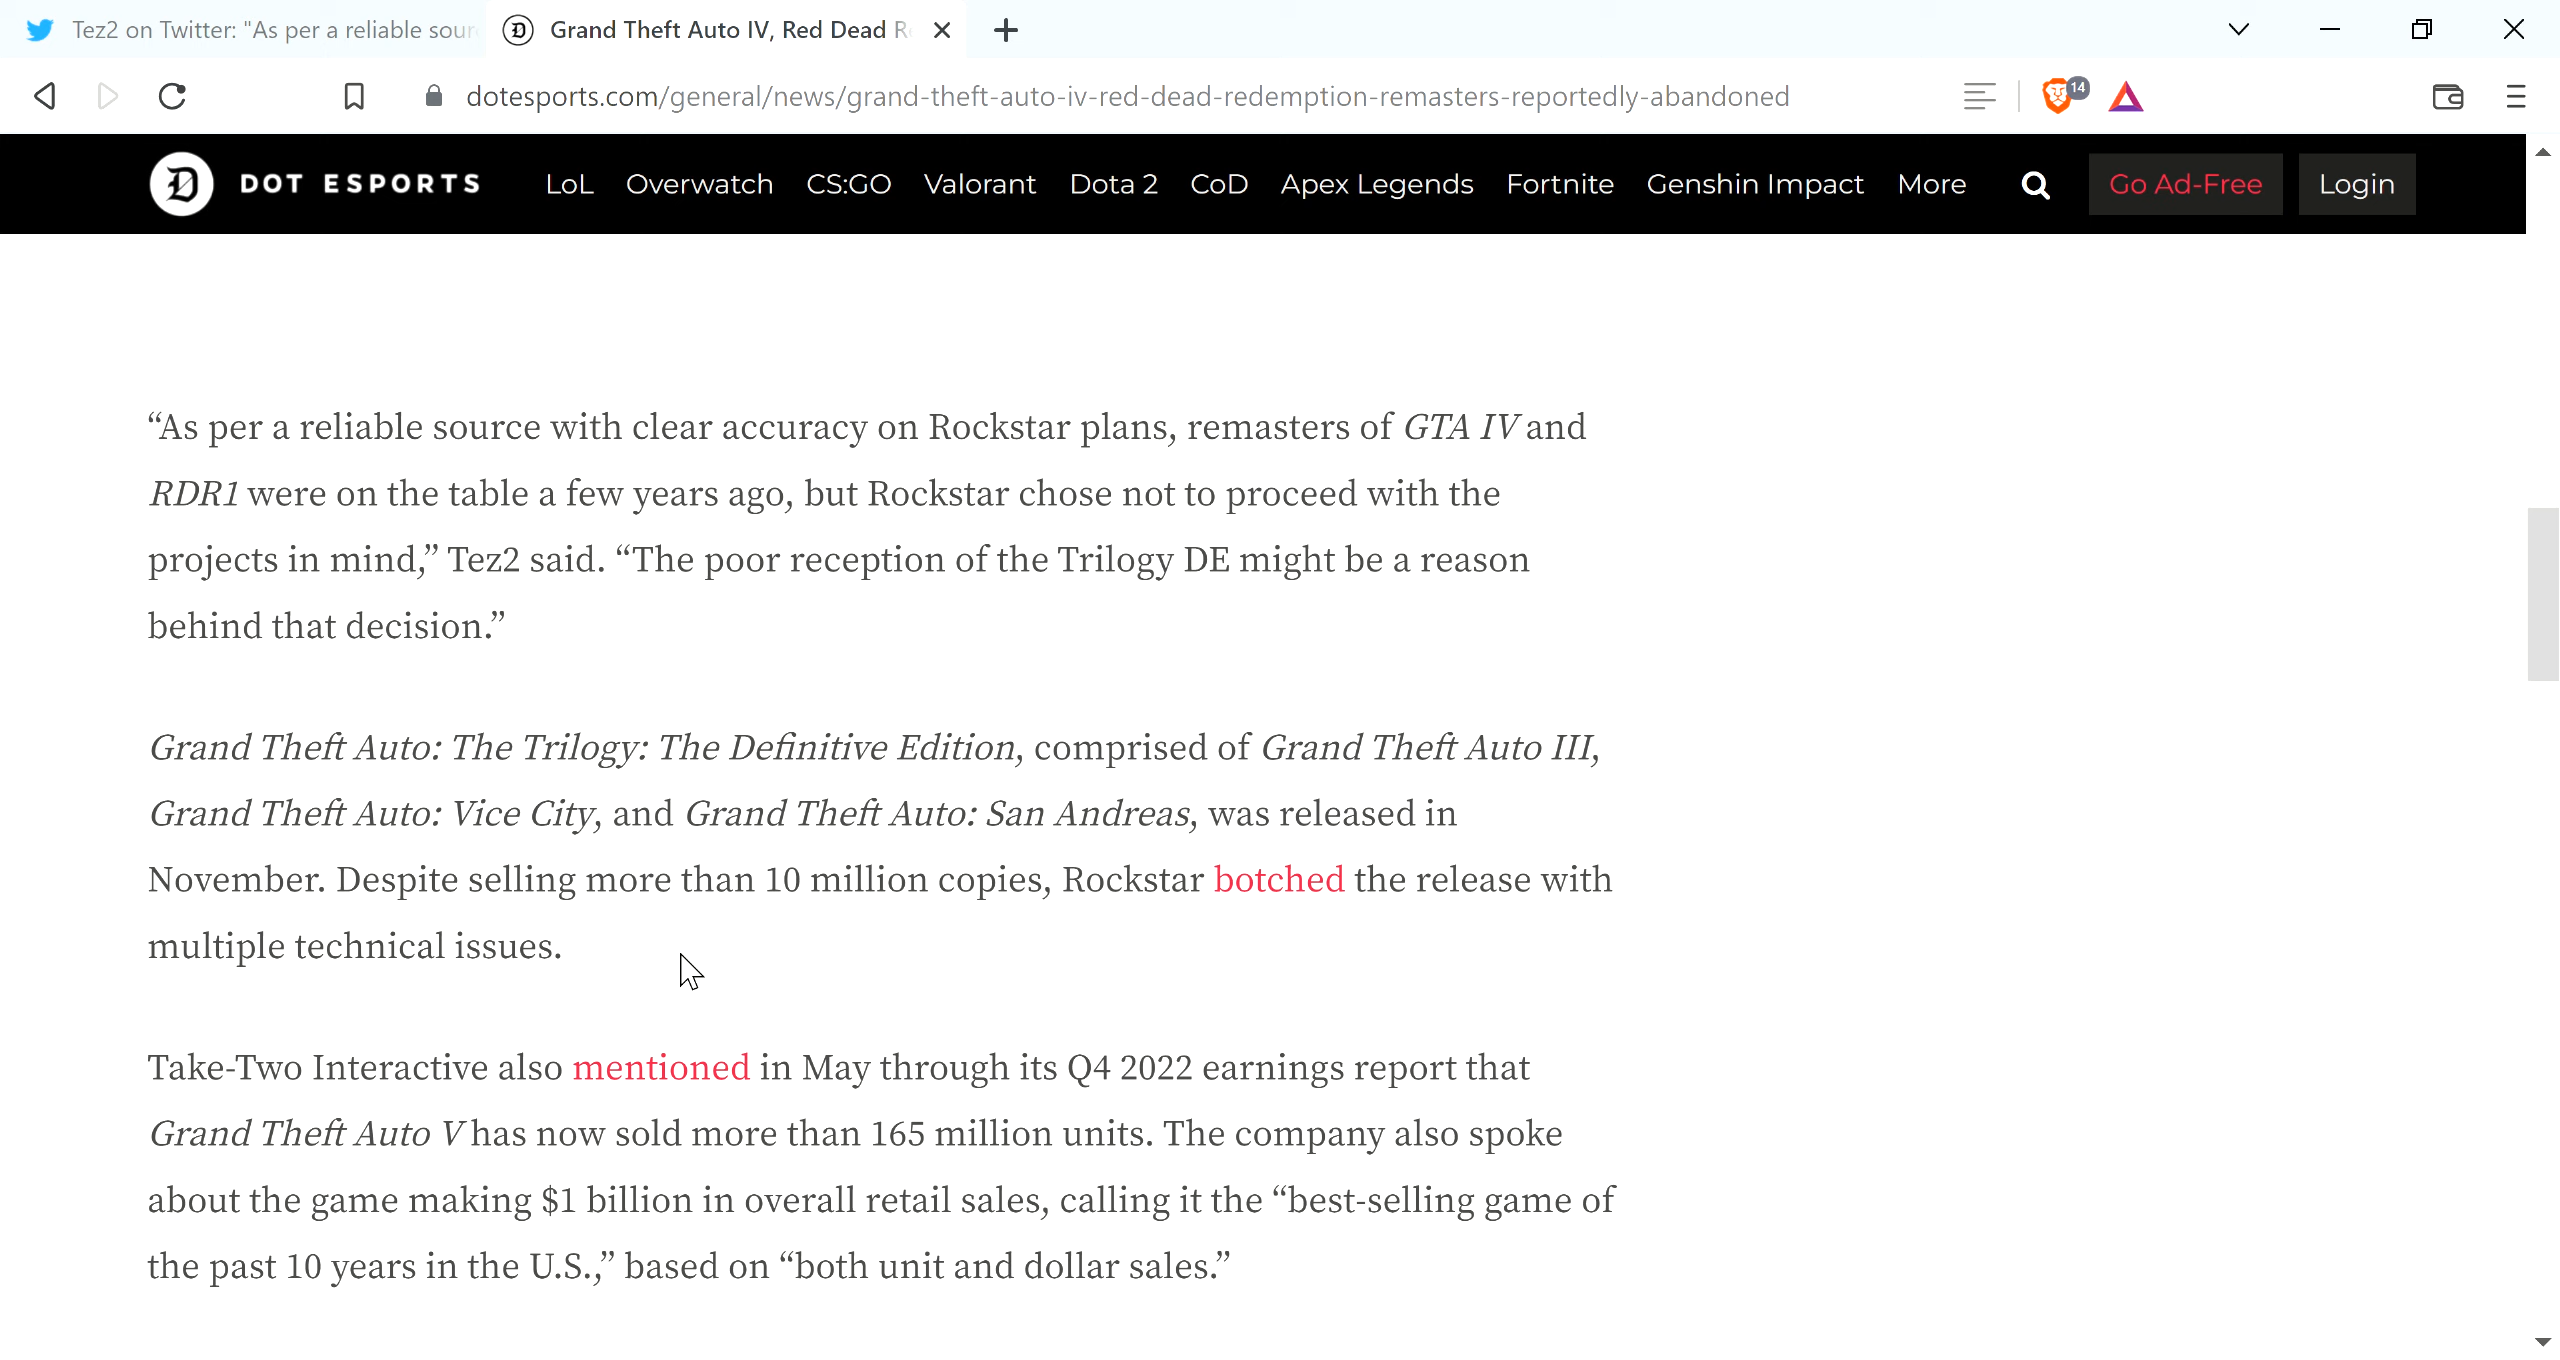 Tez2 on Twitter: "As per a reliable sour
Grand Theft Auto IV, Red Dead R
dotesports.com/general/news/grand-theft-auto-iv-red-dead-redemption-remasters-reportedly-abandoned
14
DOT ESPORTS LoL Overwatch CS:GO Valorant Dota 2 CoD Apex Legends Fortnite Genshin Impact More Go Ad-Free Login
“As per a reliable source with clear accuracy on Rockstar plans, remasters of GTA IV and
RDR1 were on the table a few years ago, but Rockstar chose not to proceed with the
projects in mind,” Tez2 said. “The poor reception of the Trilogy DE might be a reason
behind that decision.”
Grand Theft Auto: The Trilogy: The Definitive Edition, comprised of Grand Theft Auto III,
Grand Theft Auto: Vice City, and Grand Theft Auto: San Andreas, was released in
November. Despite selling more than 10 million copies, Rockstar botched the release with
multiple technical issues.
Take-Two Interactive also mentioned in May through its Q4 2022 earnings report that
Grand Theft Auto V has now sold more than 165 million units. The company also spoke
about the game making $1 billion in overall retail sales, calling it the “best-selling game of
the past 10 years in the U.S.,” based on “both unit and dollar sales.”